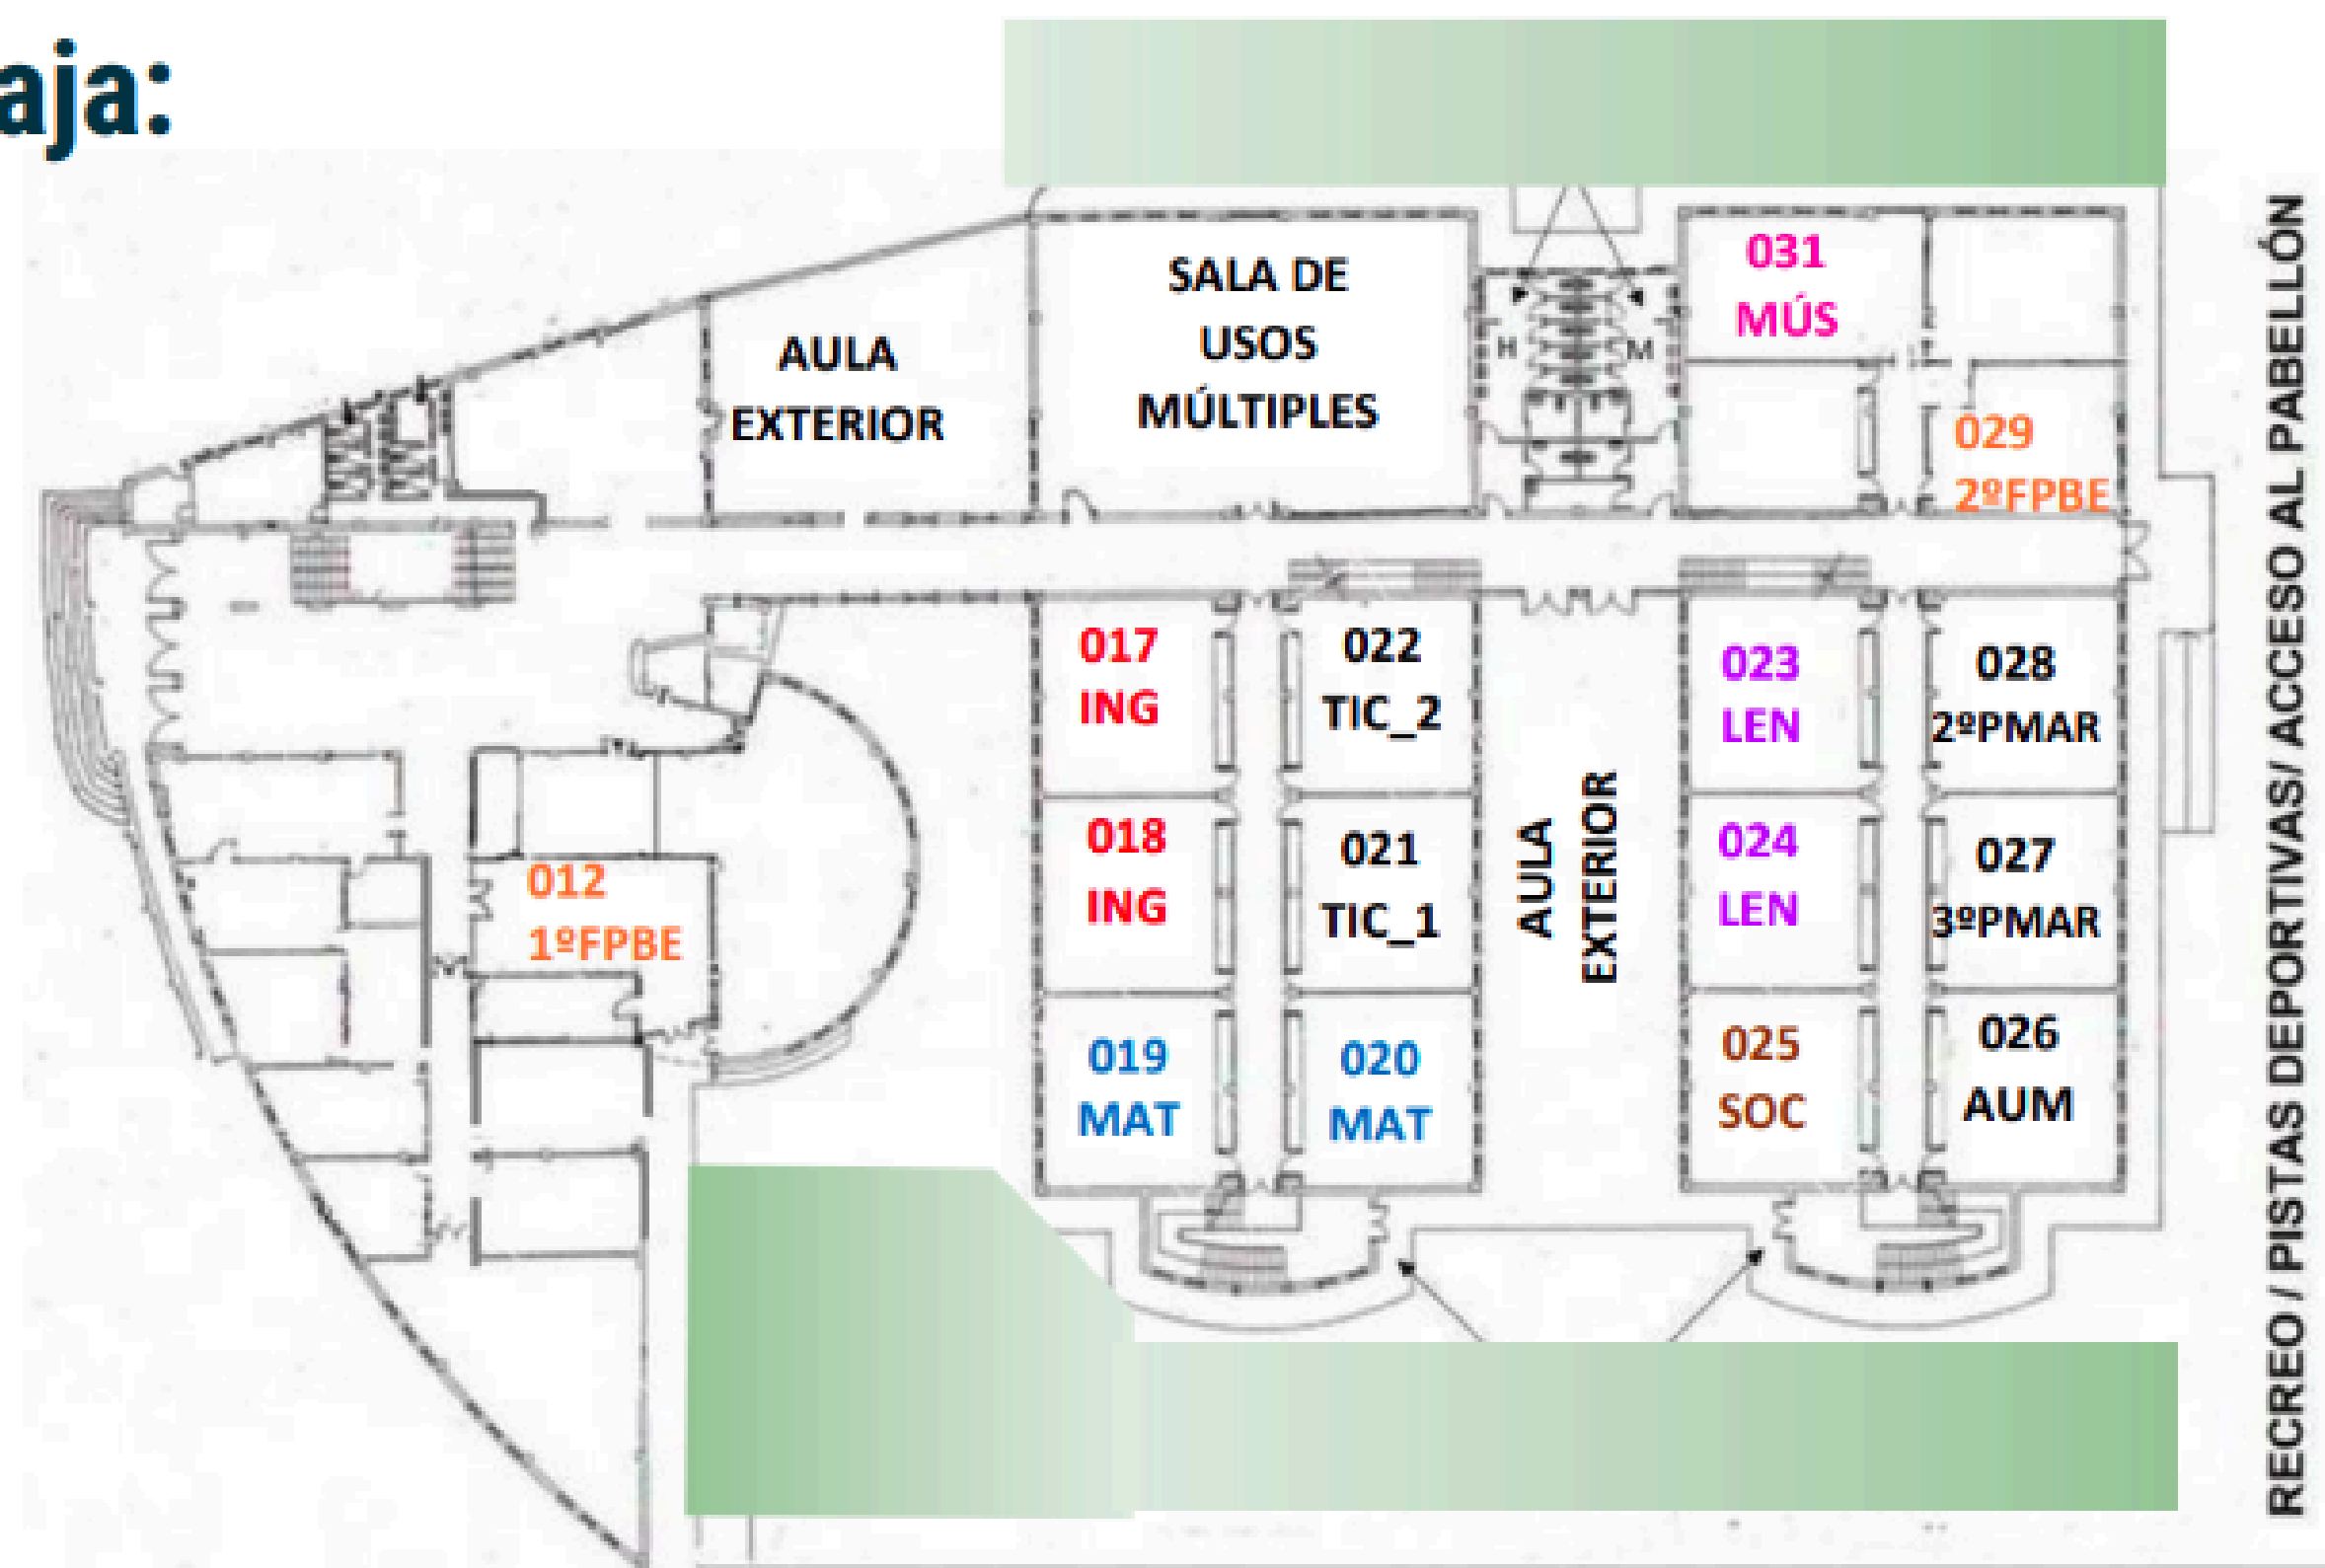 aja:
AULA
EXTERIOR
SALA DE
USOS
MÚLTIPLES
H
M
031
MÚS
029
2ºFPBE
017
ING
022
TIC_2
023
LEN
028
2ºPMAR
018
ING
021
TIC_1
AULA
EXTERIOR
024
LEN
027
3ºPMAR
012
1ºFPBE
019
MAT
020
MAT
025
SOC
026
AUM
RECREO / PISTAS DEPORTIVAS/ ACCESO AL PABELLÓN